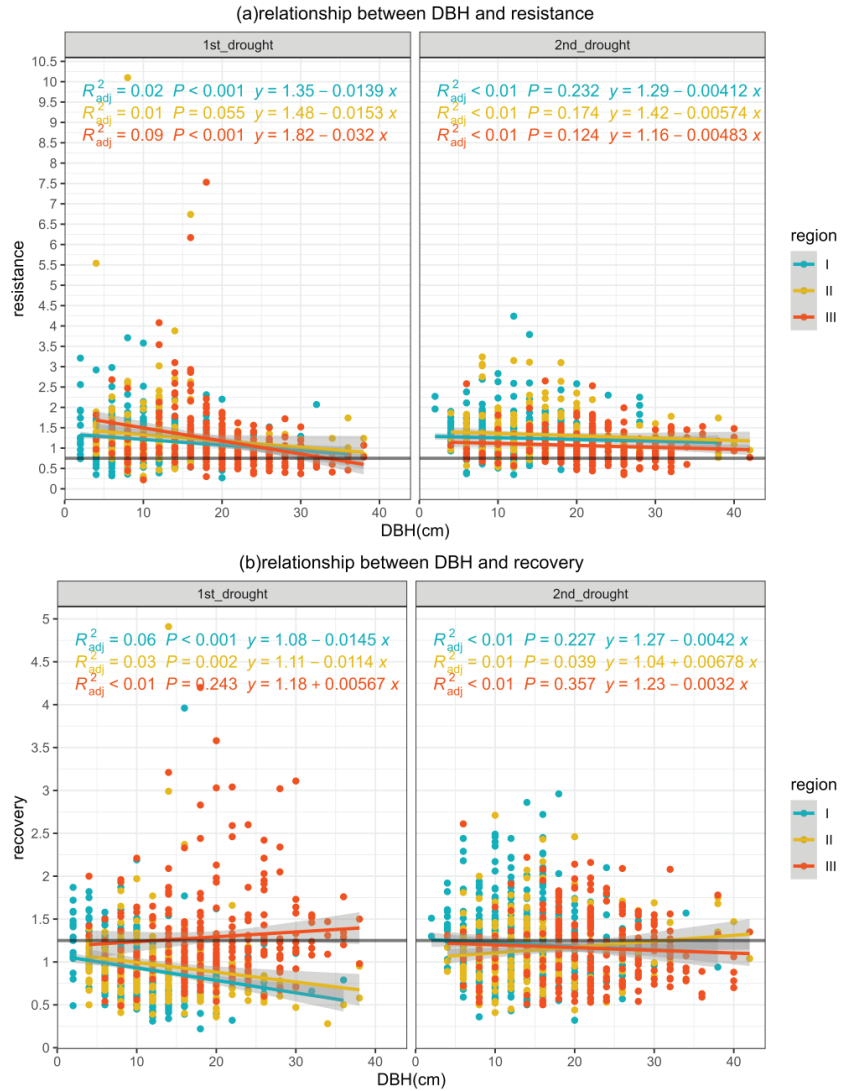 (a)relationship between DBH and resistance
1st_drought 2nd_drought
R²adj = 0.02 P < 0.001 y = 1.35 − 0.0139 x
R²adj = 0.01 P = 0.055 y = 1.48 − 0.0153 x
R²adj = 0.09 P < 0.001 y = 1.82 − 0.032 x
R²adj < 0.01 P = 0.232 y = 1.29 − 0.00412 x
R²adj < 0.01 P = 0.174 y = 1.42 − 0.00574 x
R²adj < 0.01 P = 0.124 y = 1.16 − 0.00483 x
resistance
10.5
10
9.5
9
8.5
8
7.5
7
6.5
6
5.5
5
4.5
4
3.5
3
2.5
2
1.5
1
0.5
0
0 10 20 30 40 0 10 20 30 40
DBH(cm)
region
I
II
III
(b)relationship between DBH and recovery
1st_drought 2nd_drought
R²adj = 0.06 P < 0.001 y = 1.08 − 0.0145 x
R²adj = 0.03 P = 0.002 y = 1.11 − 0.0114 x
R²adj < 0.01 P = 0.243 y = 1.18 + 0.00567 x
R²adj < 0.01 P = 0.227 y = 1.27 − 0.0042 x
R²adj = 0.01 P = 0.039 y = 1.04 + 0.00678 x
R²adj < 0.01 P = 0.357 y = 1.23 − 0.0032 x
recovery
5
4.5
4
3.5
3
2.5
2
1.5
1
0.5
0
0 10 20 30 40 0 10 20 30 40
DBH(cm)
region
I
II
III